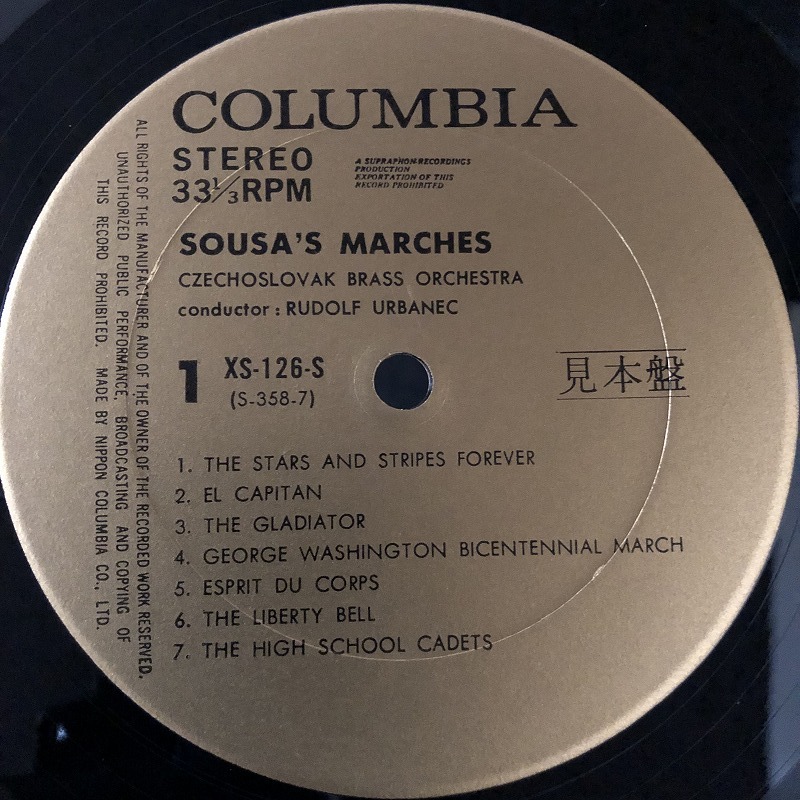 COLUMBIA
STEREO
33⅓RPM
A SUPRAPHON-RECORDINGS
PRODUCTION
EXPORTATION OF THIS
RECORD PROHIBITED
SOUSA'S MARCHES
CZECHOSLOVAK BRASS ORCHESTRA
conductor : RUDOLF URBANEC
1 XS-126-S
(S-358-7)
見本盤
1. THE STARS AND STRIPES FOREVER
2. EL CAPITAN
3. THE GLADIATOR
4. GEORGE WASHINGTON BICENTENNIAL MARCH
5. ESPRIT DU CORPS
6. THE LIBERTY BELL
7. THE HIGH SCHOOL CADETS
ALL RIGHTS OF THE MANUFACTURER AND OF THE OWNER OF THE RECORDED WORK RESERVED.
UNAUTHORIZED PUBLIC PERFORMANCE, BROADCASTING AND COPYING OF
THIS RECORD PROHIBITED. MADE BY NIPPON COLUMBIA CO., LTD.